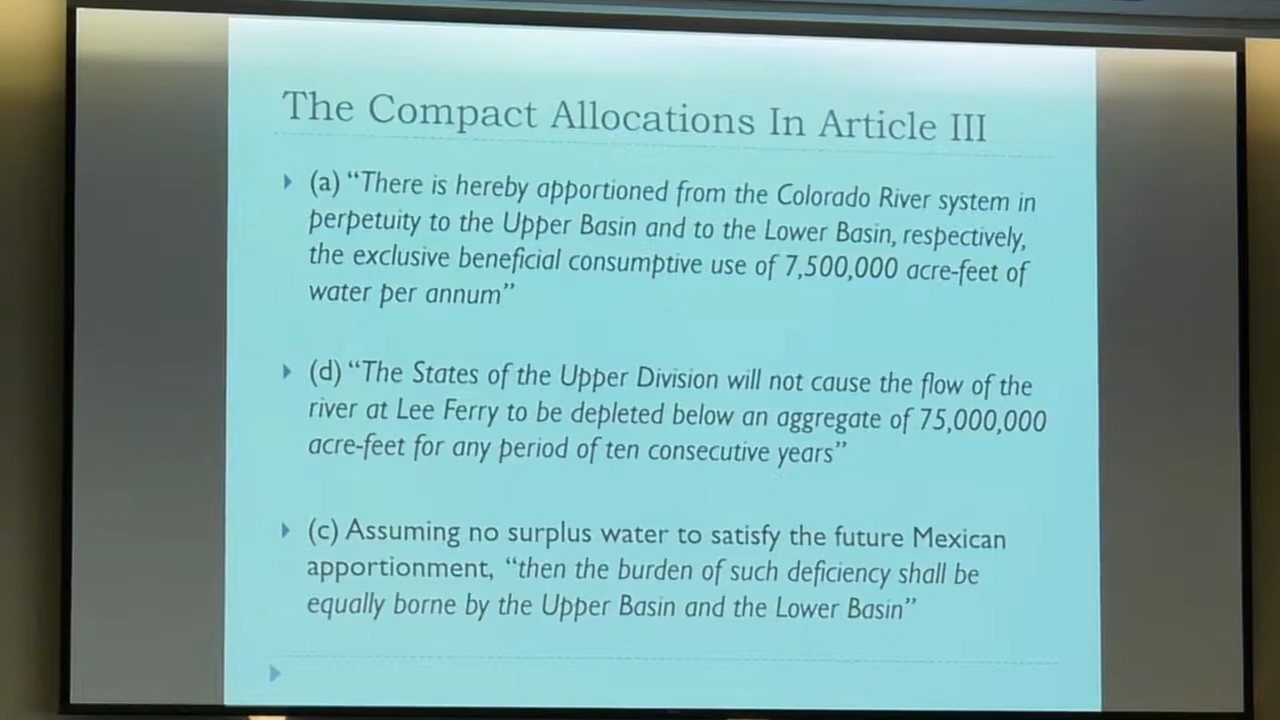 The Compact Allocations In Article III
(a) “There is hereby apportioned from the Colorado River system in
perpetuity to the Upper Basin and to the Lower Basin, respectively,
the exclusive beneficial consumptive use of 7,500,000 acre-feet of
water per annum”
(d) “The States of the Upper Division will not cause the flow of the
river at Lee Ferry to be depleted below an aggregate of 75,000,000
acre-feet for any period of ten consecutive years”
(c) Assuming no surplus water to satisfy the future Mexican
apportionment, “then the burden of such deficiency shall be
equally borne by the Upper Basin and the Lower Basin”